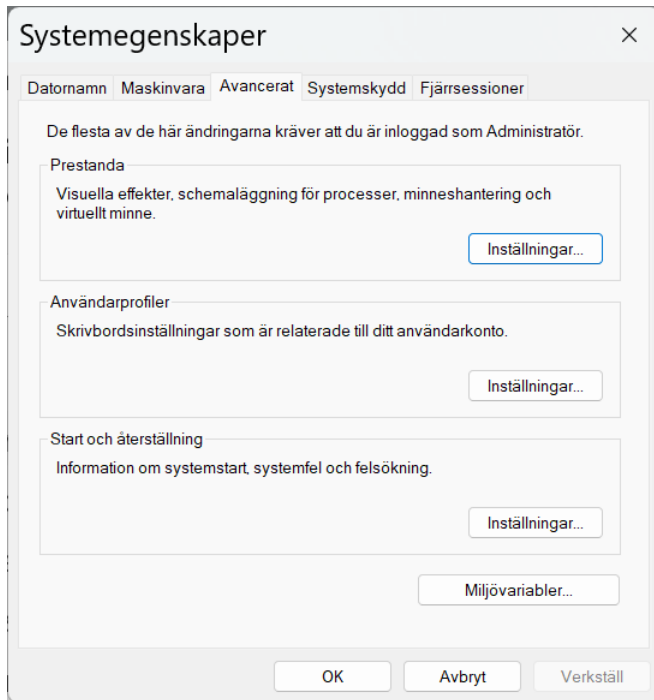 Systemegenskaper
Datornamn Maskinvara Avancerat Systemskydd Fjärrsessioner
De flesta av de här ändringarna kräver att du är inloggad som Administratör.
Prestanda
Visuella effekter, schemaläggning för processer, minneshantering och
virtuellt minne.
Inställningar...
Användarprofiler
Skrivbordsinställningar som är relaterade till ditt användarkonto.
Inställningar...
Start och återställning
Information om systemstart, systemfel och felsökning.
Inställningar...
Miljövariabler...
OK Avbryt Verkställ